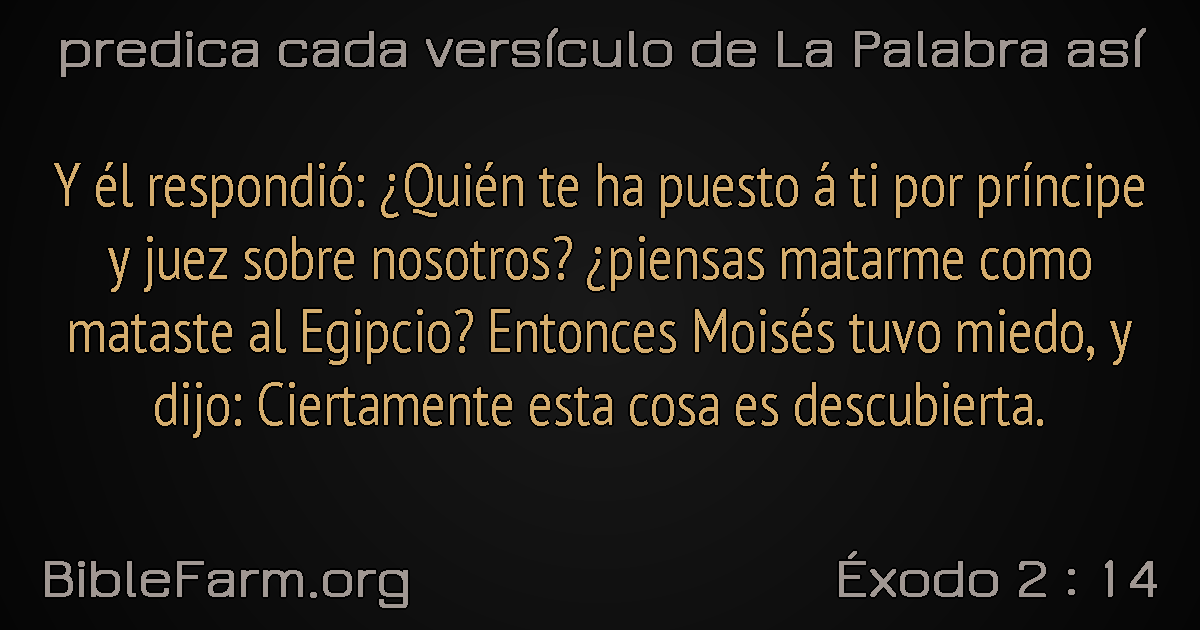 predica cada versículo de La Palabra así
Y él respondió: ¿Quién te ha puesto á ti por príncipe
y juez sobre nosotros? ¿piensas matarme como
mataste al Egipcio? Entonces Moisés tuvo miedo, y
dijo: Ciertamente esta cosa es descubierta.
BibleFarm.org
Éxodo 2 : 14